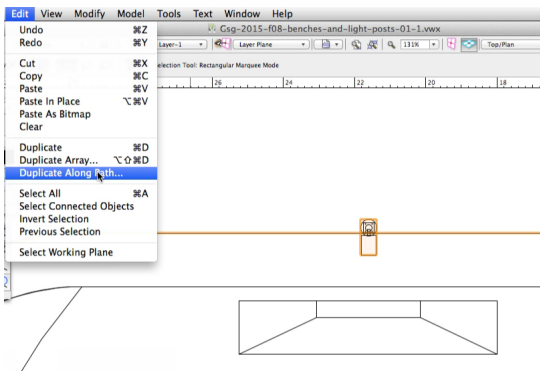 Edit View Modify Model Tools Text Window Help
Gsg-2015-f08-benches-and-light-posts-01-1.vwx
Layer-1 Layer Plane 131% Top/Plan
election Tool: Rectangular Marquee Mode
26 24 22 20 18
Undo ⌘Z
Redo ⌘Y
Cut ⌘X
Copy ⌘C
Paste ⌘V
Paste In Place ⌥⌘V
Paste As Bitmap
Clear
Duplicate ⌘D
Duplicate Array... ⌥⇧⌘D
Duplicate Along Path...
Select All ⌘A
Select Connected Objects
Invert Selection
Previous Selection
Select Working Plane